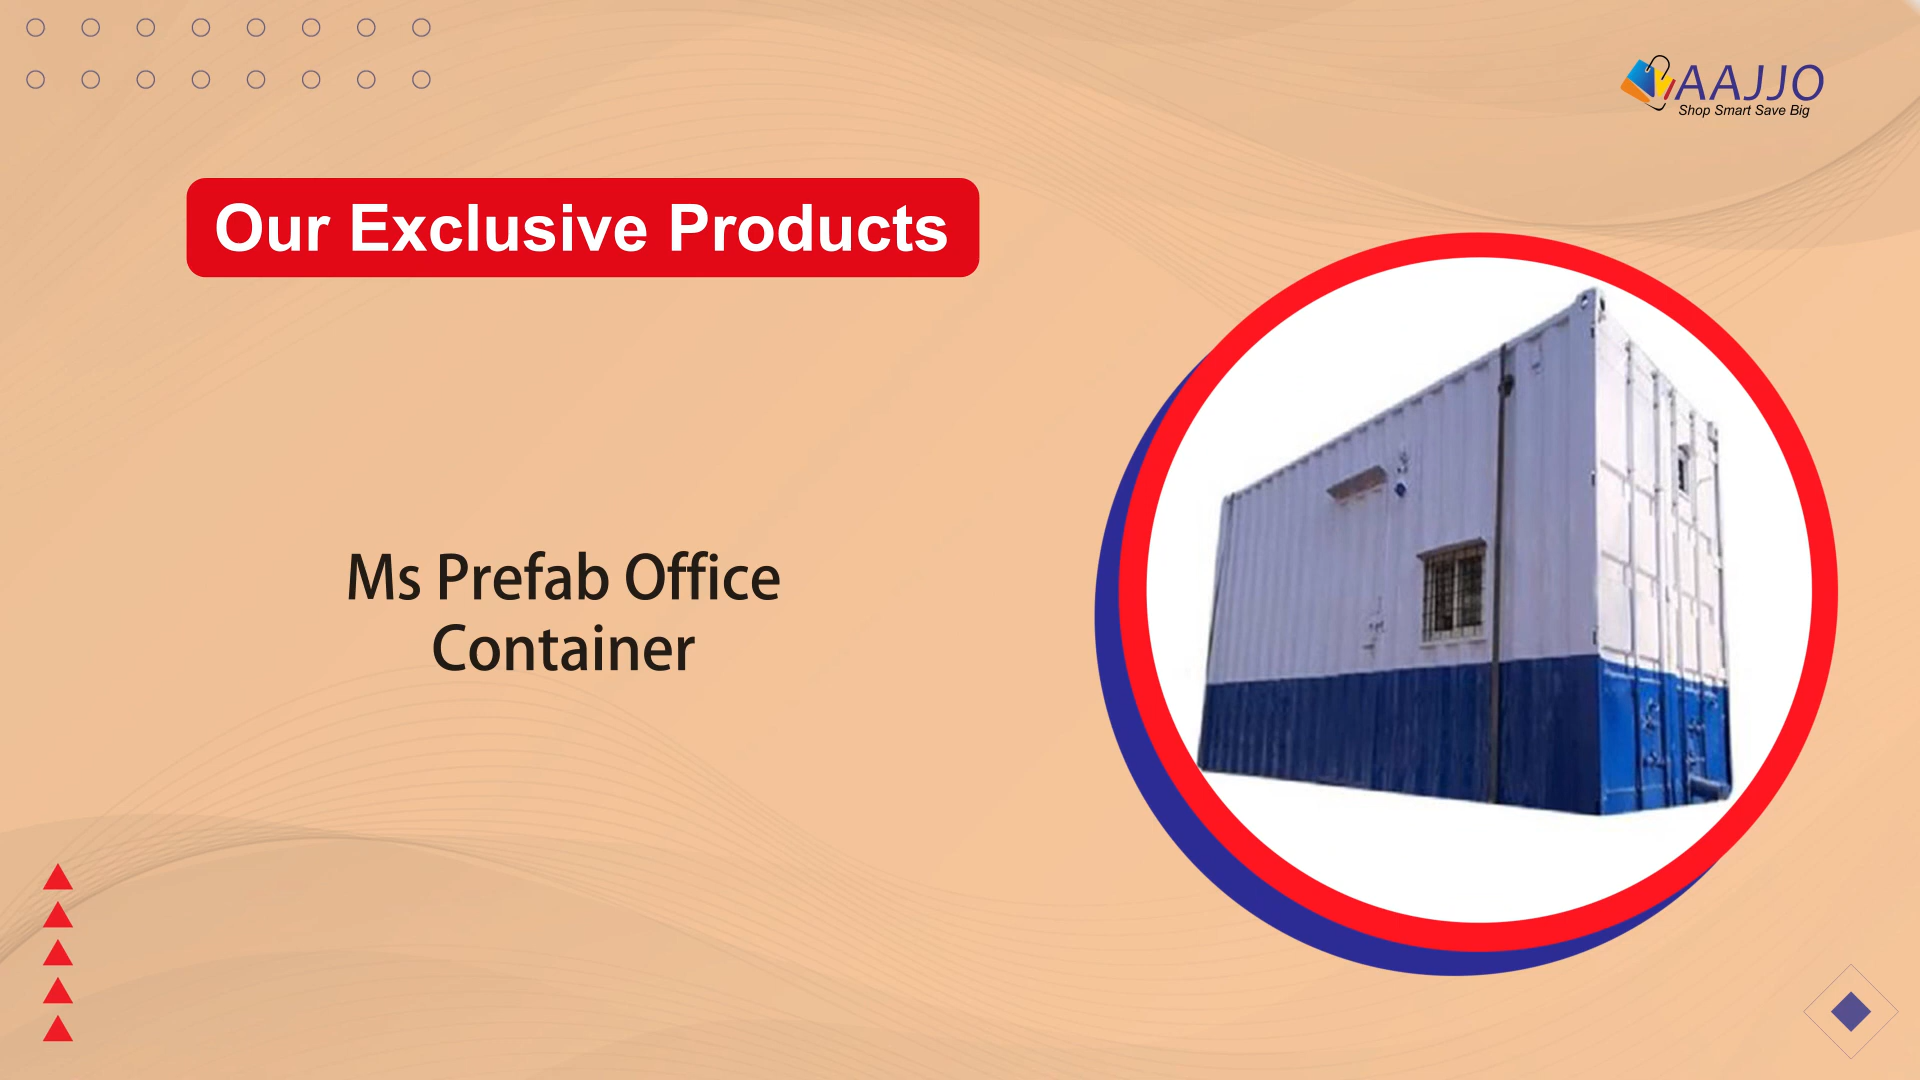 AAJJO
Shop Smart Save Big
Our Exclusive Products
Ms Prefab Office
Container